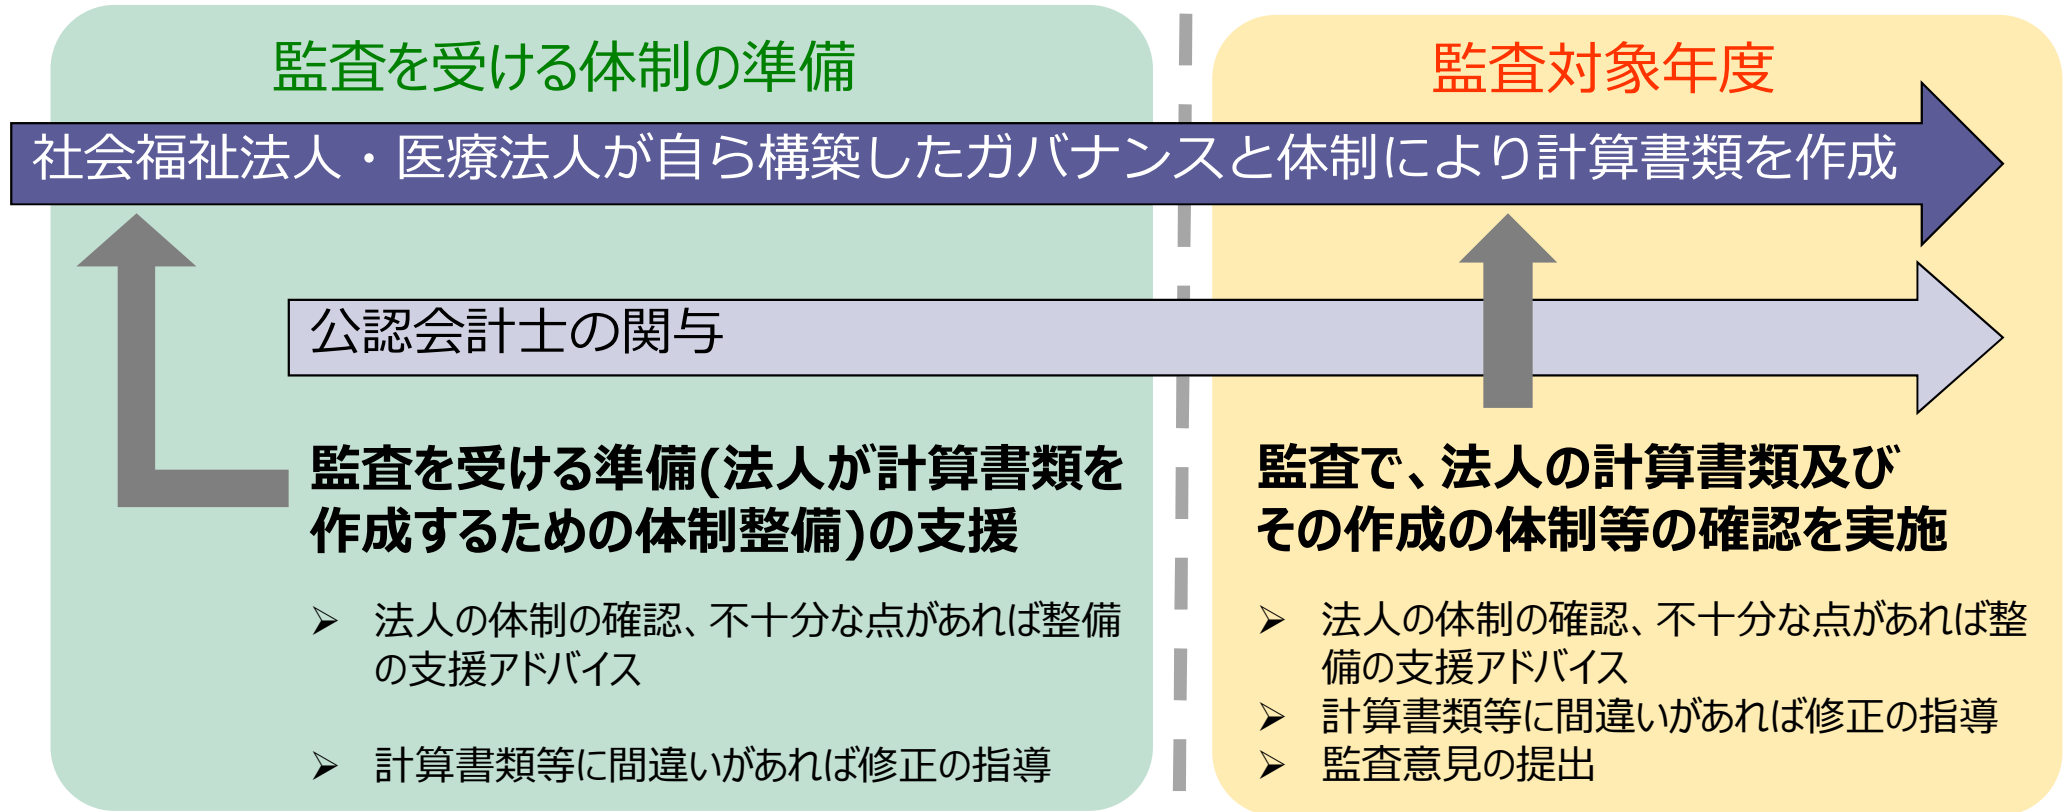 監査を受ける体制の準備
監査対象年度
社会福祉法人・医療法人が自ら構築したガバナンスと体制により計算書類を作成
公認会計士の関与
監査を受ける準備(法人が計算書類を
作成するための体制整備)の支援
➢ 法人の体制の確認、不十分な点があれば整備
の支援アドバイス
➢ 計算書類等に間違いがあれば修正の指導
監査で、法人の計算書類及び
その作成の体制等の確認を実施
➢ 法人の体制の確認、不十分な点があれば整
備の支援アドバイス
➢ 計算書類等に間違いがあれば修正の指導
➢ 監査意見の提出